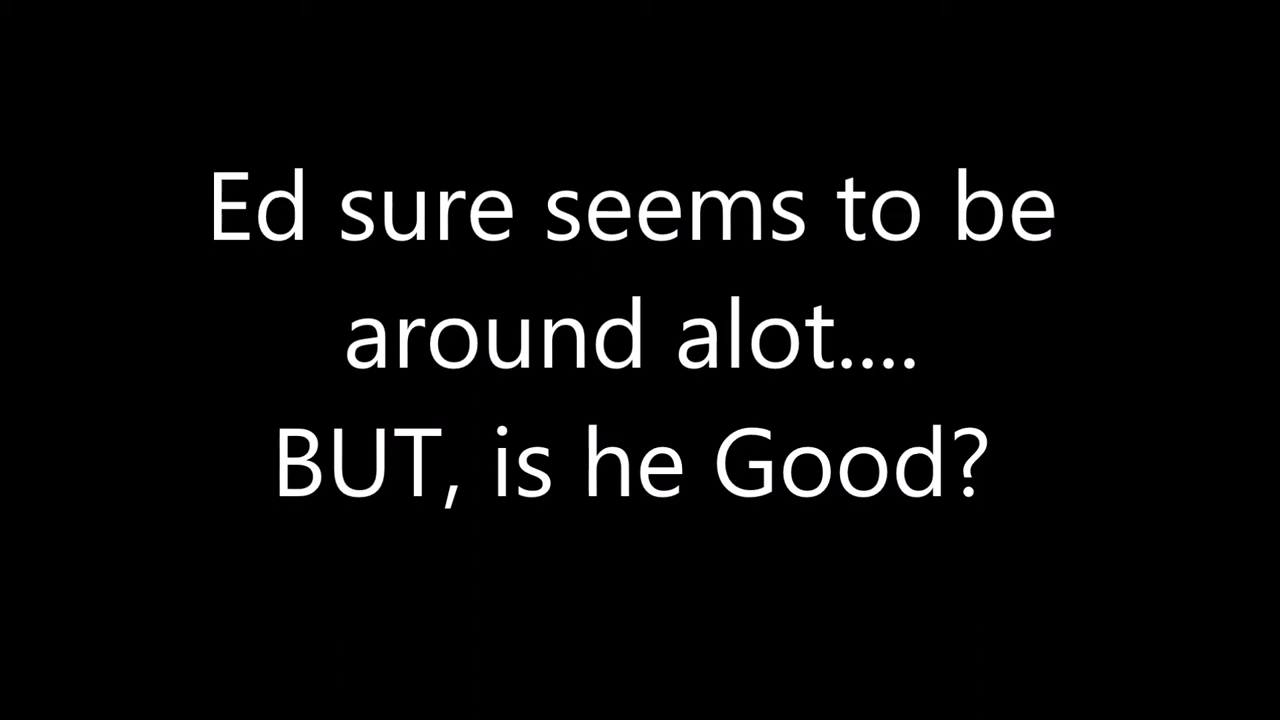 Ed sure seems to be
around alot....
BUT, is he Good?